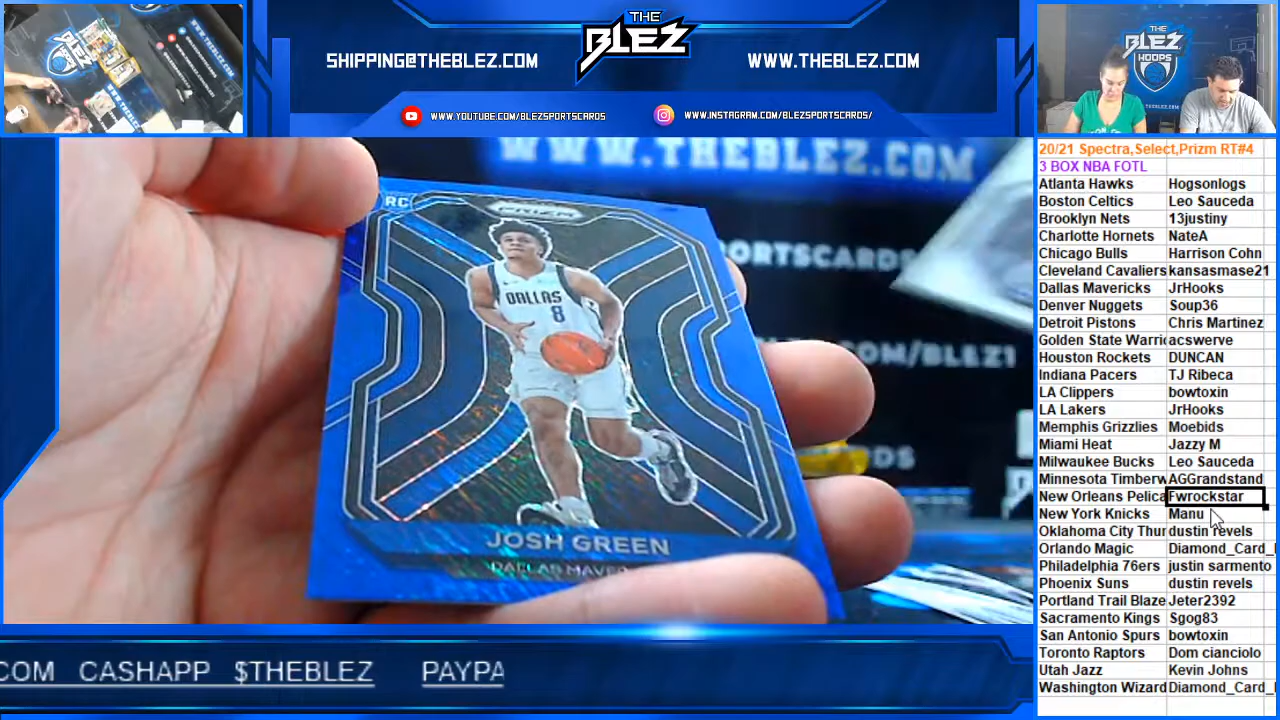 THE
BLEZ
SHIPPING@THEBLEZ.COM
WWW.THEBLEZ.COM
WWW.YOUTUBE.COM/BLEZSPORTSCARDS
WWW.INSTAGRAM.COM/BLEZSPORTSCARDS/
THE
BLEZ
HOOPS
WWW.THEBLEZ.COM
SPORTSCARDS
.COM/BLEZ1
RC
PRIZM
DALLAS
8
JOSH GREEN
DALLAS MAVE
20/21 Spectra,Select,Prizm RT#4
3 BOX NBA FOTL
Atlanta Hawks Hogsonlogs
Boston Celtics Leo Sauceda
Brooklyn Nets 13justiny
Charlotte Hornets NateA
Chicago Bulls Harrison Cohn
Cleveland Cavaliers kansasmase21
Dallas Mavericks JrHooks
Denver Nuggets Soup36
Detroit Pistons Chris Martinez
Golden State Warri acswerve
Houston Rockets DUNCAN
Indiana Pacers TJ Ribeca
LA Clippers bowtoxin
LA Lakers JrHooks
Memphis Grizzlies Moebids
Miami Heat Jazzy M
Milwaukee Bucks Leo Sauceda
Minnesota Timberw AGGrandstand
New Orleans Pelica Fwrockstar
New York Knicks Manu
Oklahoma City Thu dustin revels
Orlando Magic Diamond_Card_
Philadelphia 76ers justin sarmento
Phoenix Suns dustin revels
Portland Trail Blaze Jeter2392
Sacramento Kings Sgog83
San Antonio Spurs bowtoxin
Toronto Raptors Dom cianciolo
Utah Jazz Kevin Johns
Washington Wizard Diamond_Card_
COM CASHAPP $THEBLEZ PAYPA